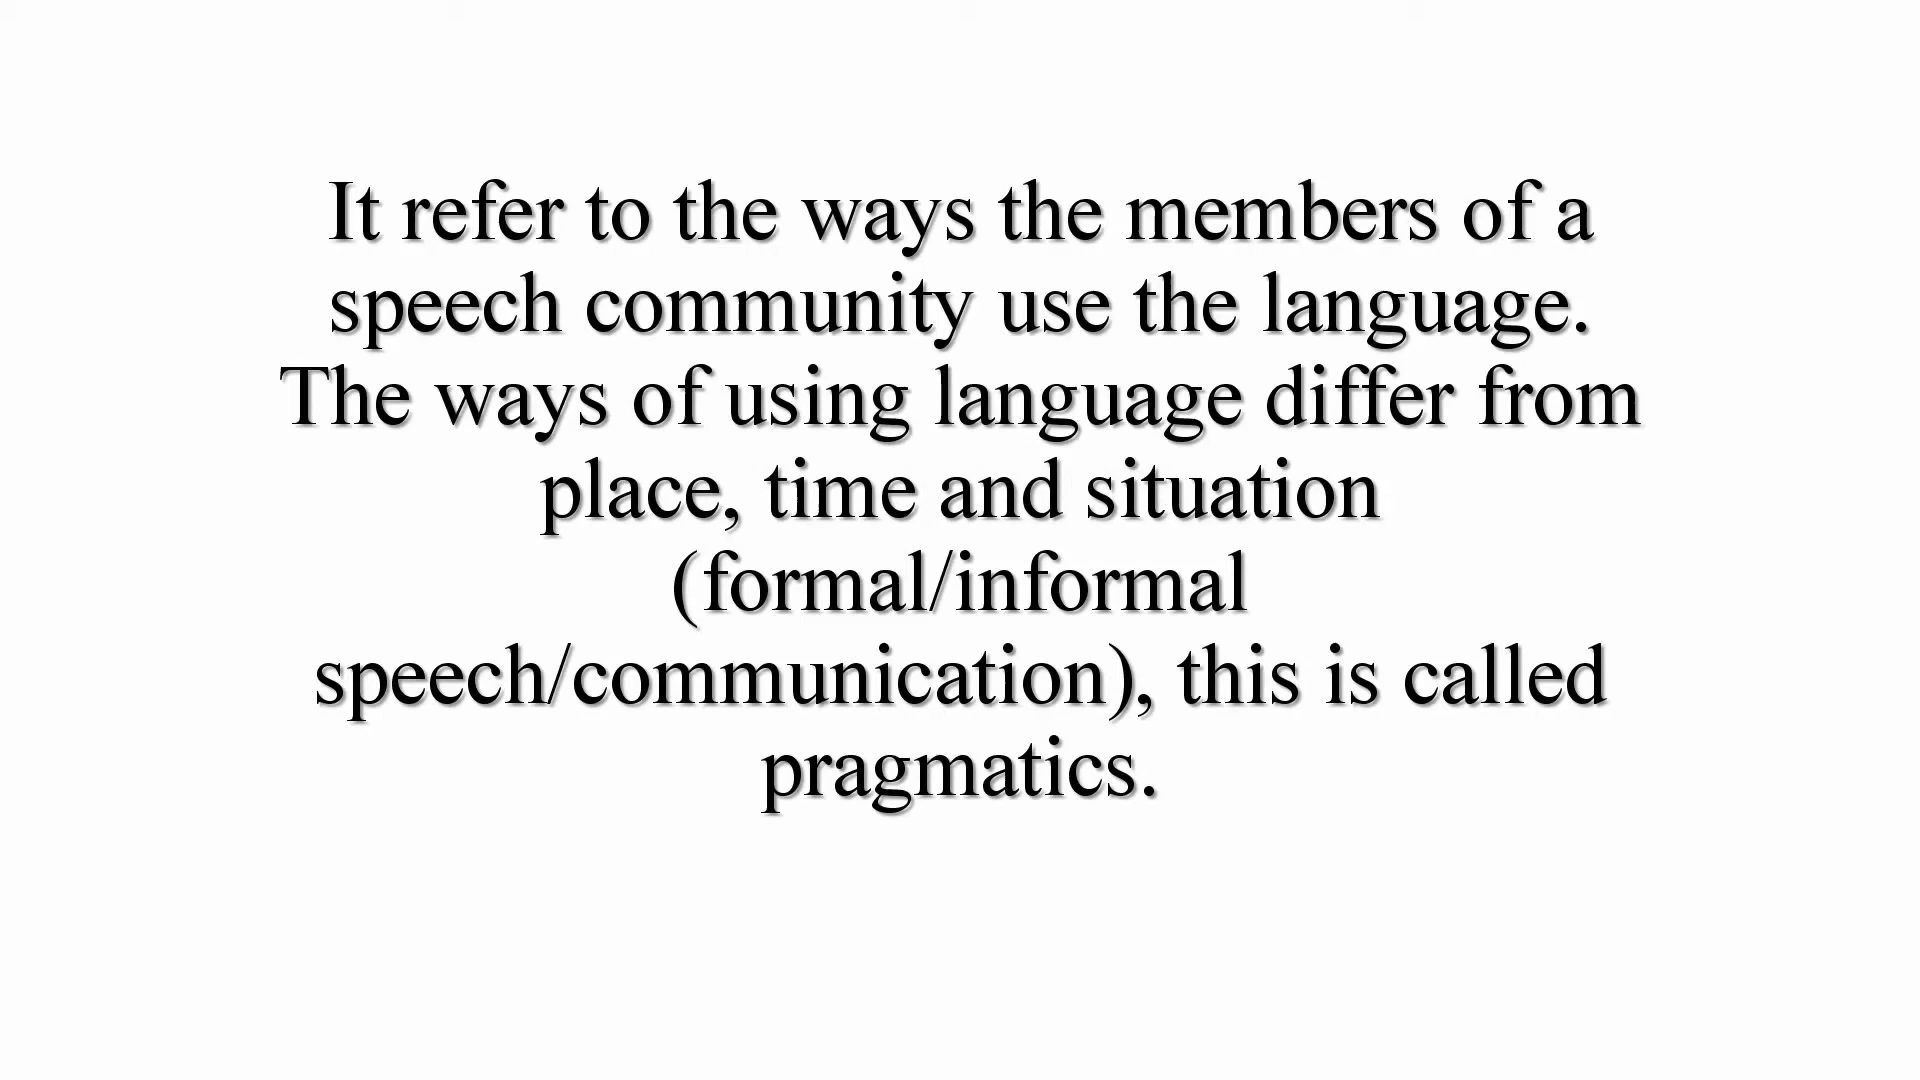 It refer to the ways the members of a
speech community use the language.
The ways of using language differ from
place, time and situation
(formal/informal
speech/communication), this is called
pragmatics.